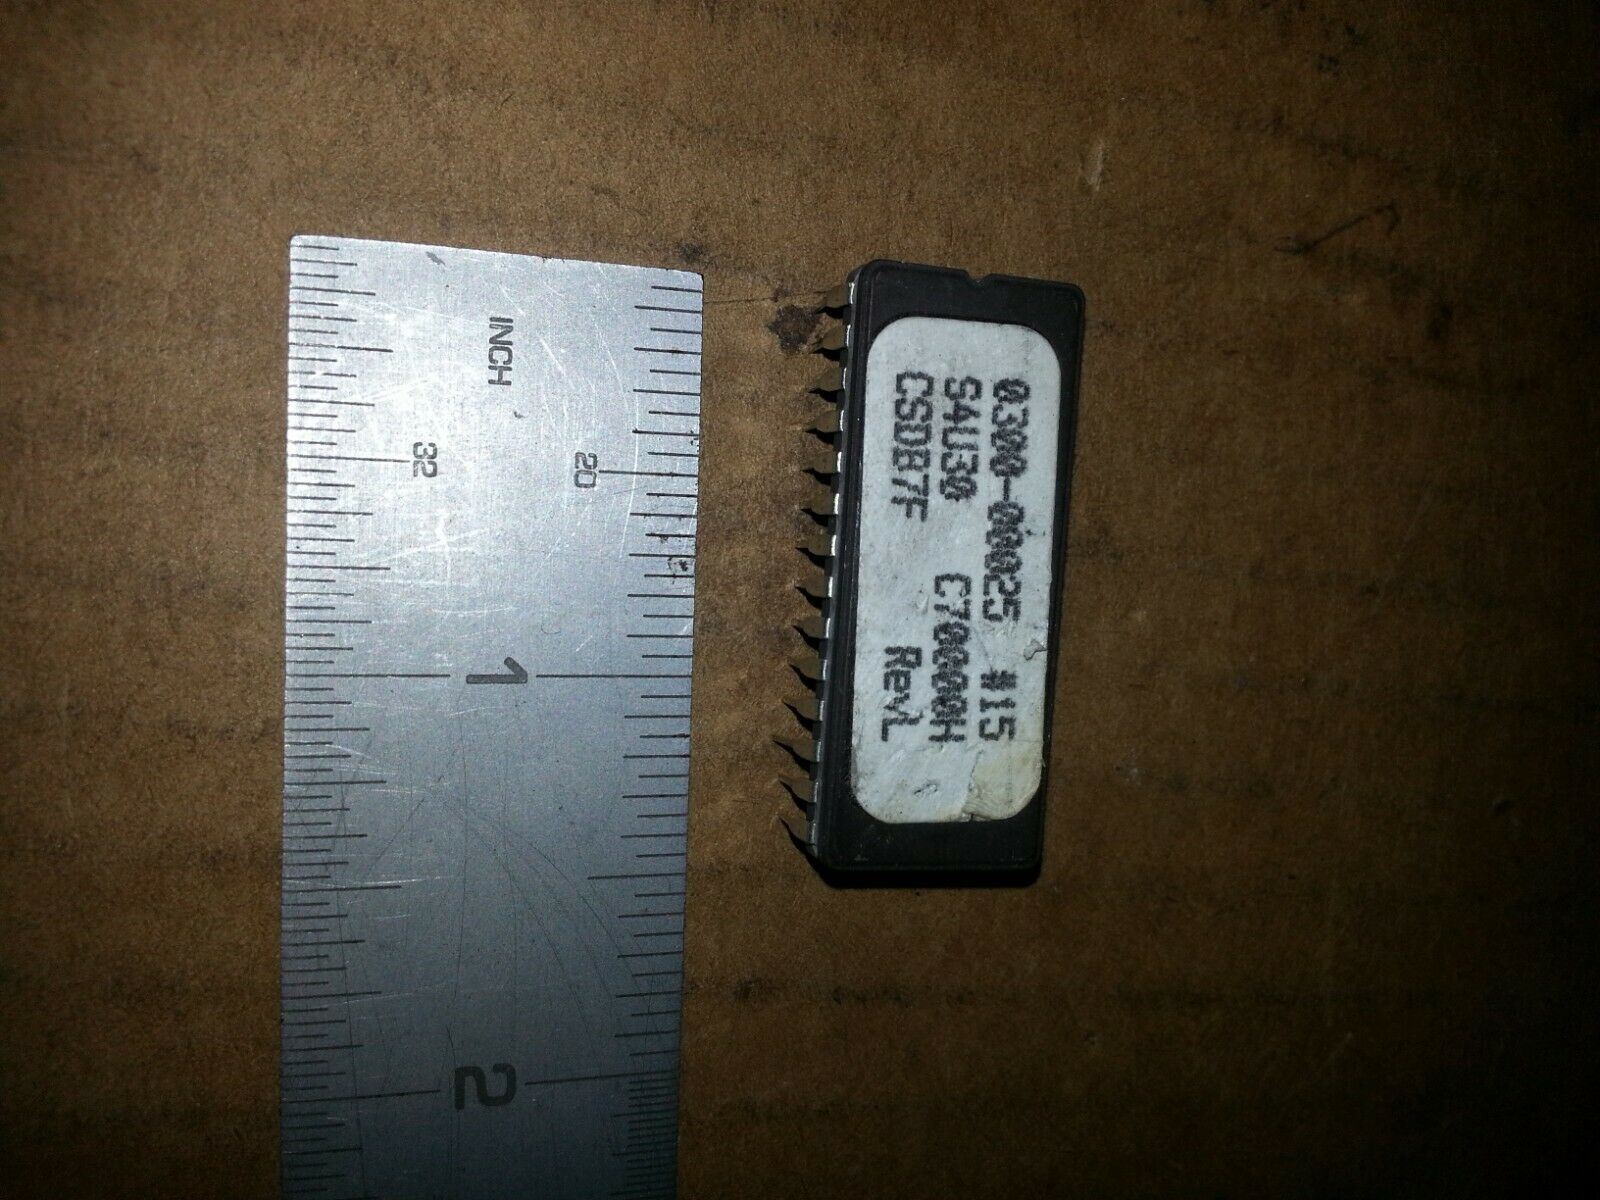 INCH
32
20
1
2
0300-00025 #15
S4U30 C70000H
CSDB7F RevL